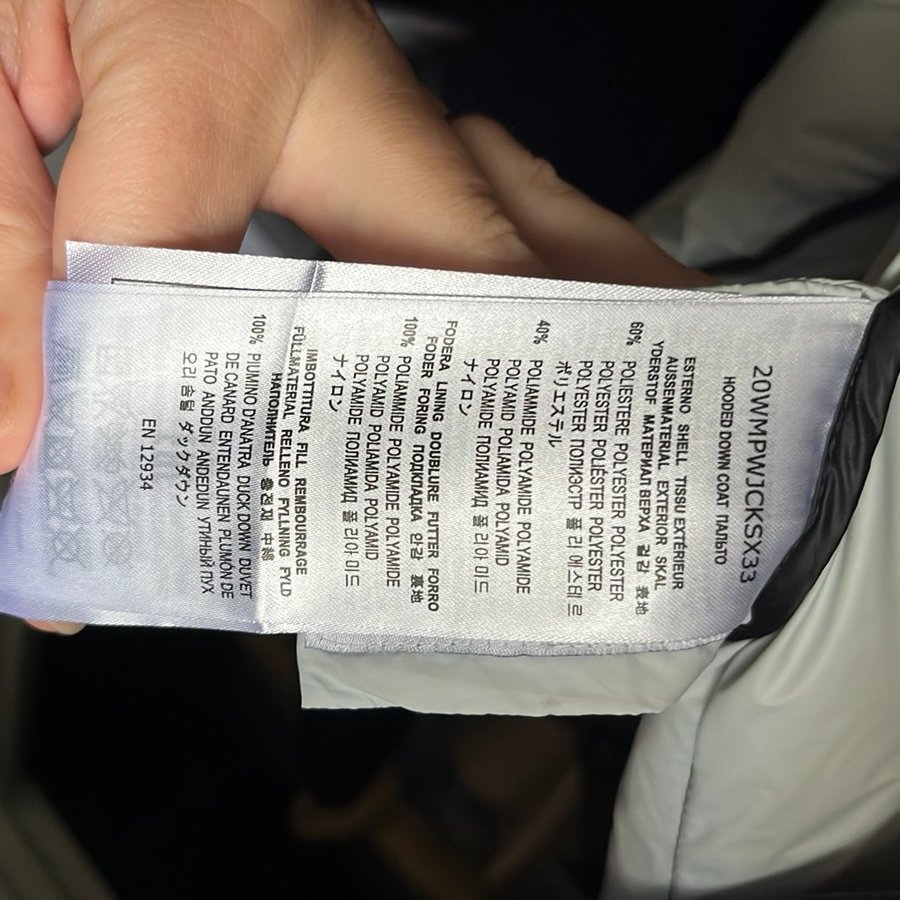 20WMPWJCKSX33
HOODED DOWN COAT ПАЛЬТО
ESTERNO SHELL TISSU EXTÉRIEUR
AUSSENMATERIAL EXTERIOR SKAL
YDERSTOF МАТЕРИАЛ ВЕРХА 겉감 表地
60% POLIESTERE POLYESTER POLYESTER
POLYESTER POLIÉSTER POLYESTER
POLYESTER ПОЛИЭСТР 폴리에스테르
ポリエステル
40% POLIAMMIDE POLYAMIDE POLYAMIDE
POLYAMID POLIAMIDA POLYAMID
POLYAMIDE ПОЛИАМИД 폴리아미드
ナイロン
FODERA LINING DOUBLURE FUTTER FORRO
FODER FORING ПОДКЛАДКА 안감 裏地
100% POLIAMMIDE POLYAMIDE POLYAMIDE
POLYAMID POLIAMIDA POLYAMID
POLYAMIDE ПОЛИАМИД 폴리아미드
ナイロン
IMBOTTITURA FILL REMBOURRAGE
FÜLLMATERIAL RELLENO FYLLNING FYLD
НАПОЛНИТЕЛЬ 충전재 中綿
100% PIUMINO D'ANATRA DUCK DOWN DUVET
DE CANARD ENTENDAUNEN PLUMON DE
PATO ANDDUN ANDEDUN УТИНЫЙ ПУХ
오리 솜털 ダックダウン
EN 12934